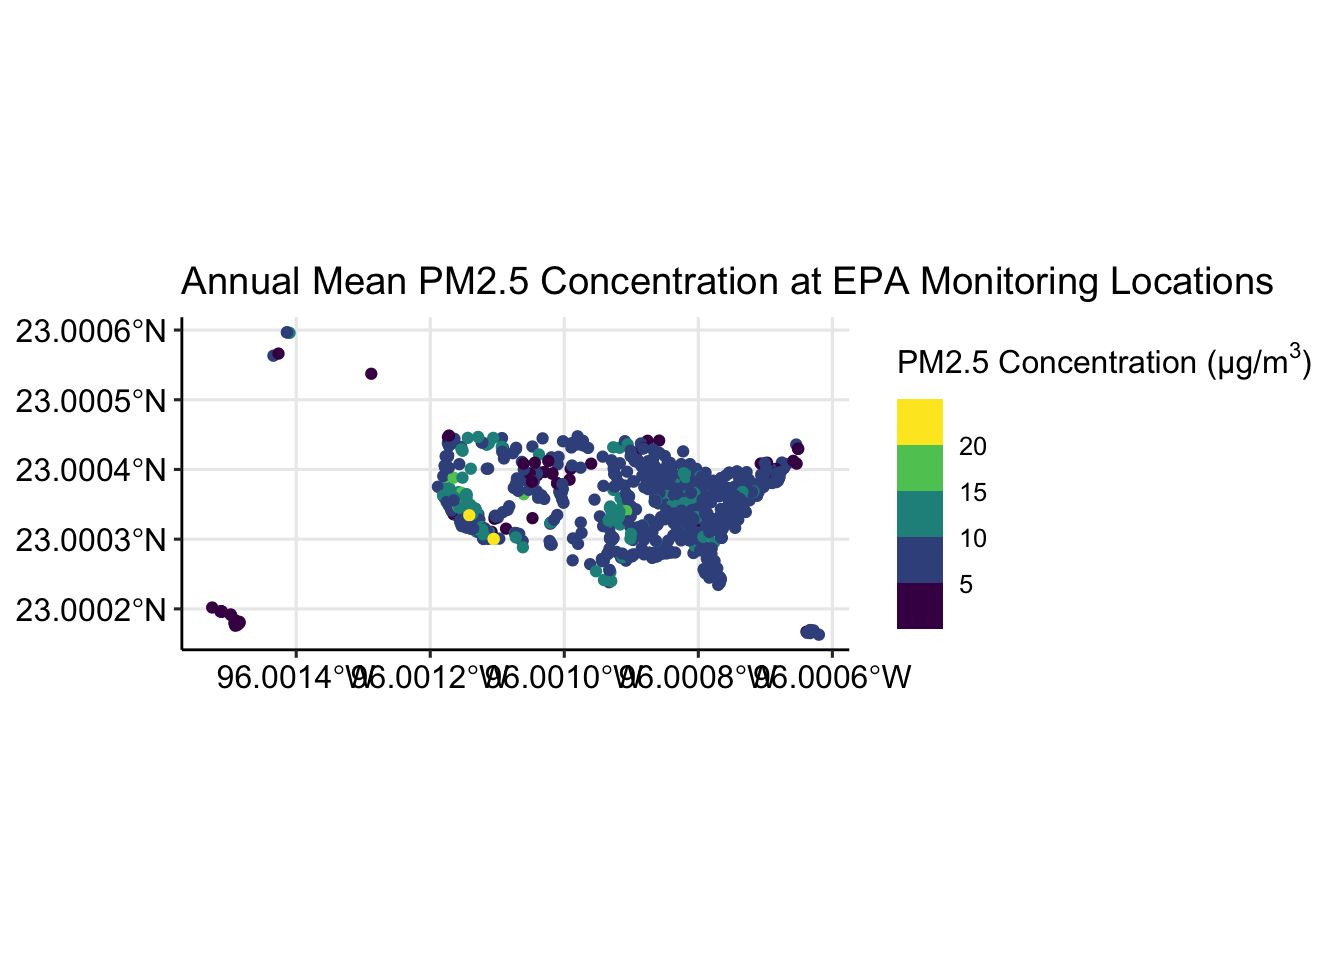 Annual Mean PM2.5 Concentration at EPA Monitoring Locations
23.0006°N
23.0005°N
23.0004°N
23.0003°N
23.0002°N
96.0014°W
96.0012°W
96.0010°W
96.0008°W
96.0006°W
PM2.5 Concentration (µg/m³)
20
15
10
5